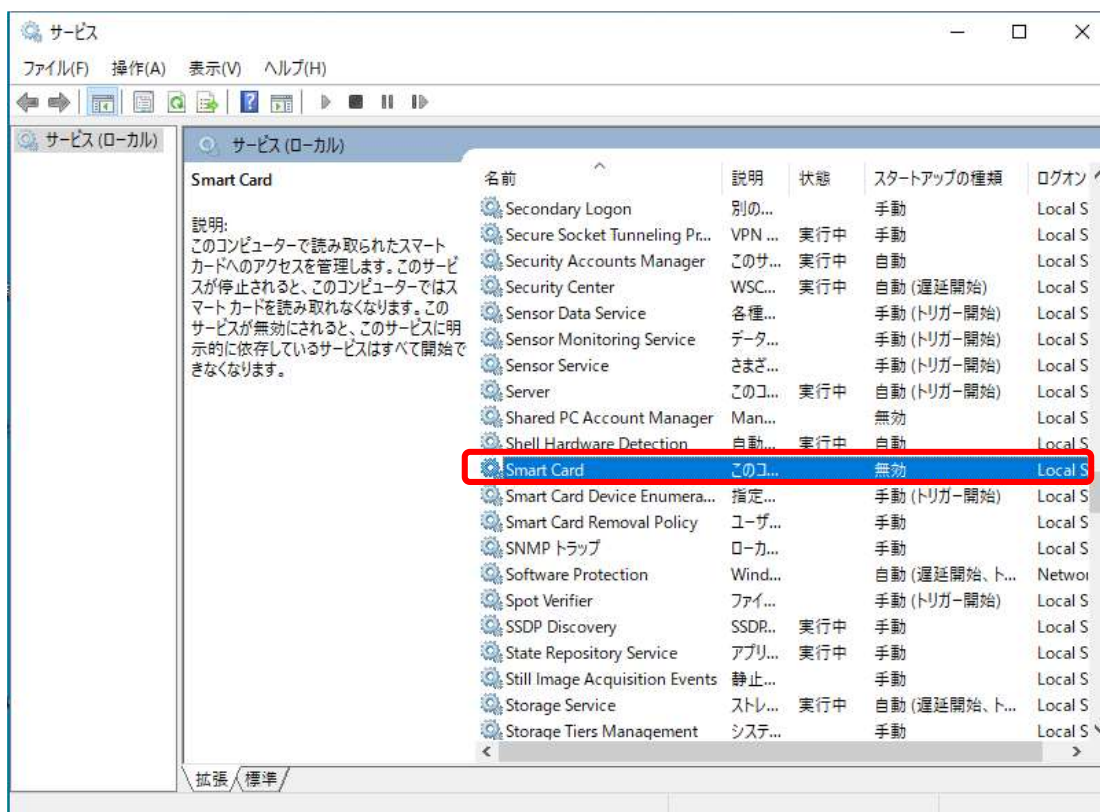 サービス
ファイル(F) 操作(A) 表示(V) ヘルプ(H)
サービス (ローカル)
サービス (ローカル)
Smart Card
説明:
このコンピューターで読み取られたスマート
カードへのアクセスを管理します。このサービ
スが停止されると、このコンピューターではス
マート カードを読み取れなくなります。この
サービスが無効にされると、このサービスに明
示的に依存しているサービスはすべて開始で
きなくなります。
名前 説明 状態 スタートアップの種類 ログオン
Secondary Logon 別の... 手動 Local S
Secure Socket Tunneling Pr... VPN ... 実行中 手動 Local S
Security Accounts Manager このサ... 実行中 自動 Local S
Security Center WSC... 実行中 自動 (遅延開始) Local S
Sensor Data Service 各種... 手動 (トリガー開始) Local S
Sensor Monitoring Service データ... 手動 (トリガー開始) Local S
Sensor Service さまざ... 手動 (トリガー開始) Local S
Server このコ... 実行中 自動 (トリガー開始) Local S
Shared PC Account Manager Man... 無効 Local S
Shell Hardware Detection 自動... 実行中 自動 Local S
Smart Card このコ... 無効 Local S
Smart Card Device Enumera... 指定... 手動 (トリガー開始) Local S
Smart Card Removal Policy ユーザ... 手動 Local S
SNMP トラップ ローカ... 手動 Local S
Software Protection Wind... 自動 (遅延開始、ト... Networ
Spot Verifier ファイ... 手動 (トリガー開始) Local S
SSDP Discovery SSDP... 実行中 手動 Local S
State Repository Service アプリ... 実行中 手動 Local S
Still Image Acquisition Events 静止... 手動 Local S
Storage Service ストレ... 実行中 自動 (遅延開始、ト... Local S
Storage Tiers Management システ... 手動 Local S
拡張 標準